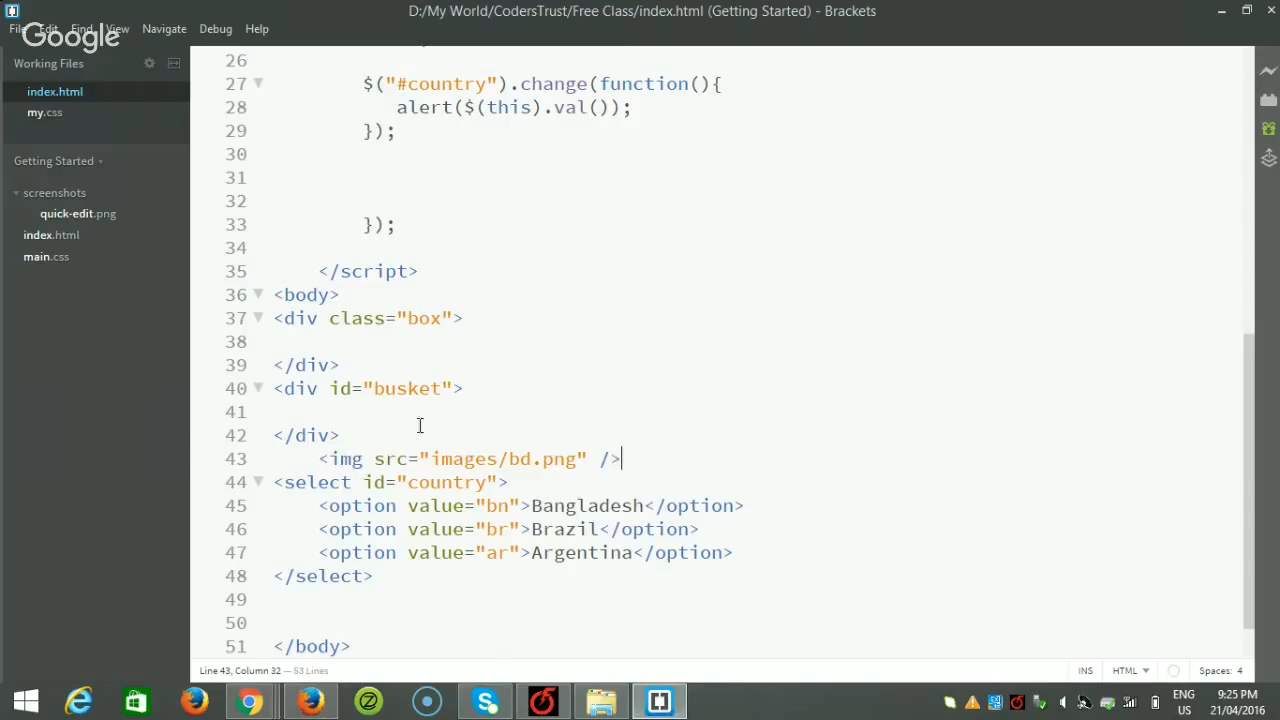 D:/My World/CodersTrust/Free Class/index.html (Getting Started) - Brackets
File Edit Find View Navigate Debug Help
Google
Working Files
index.html
my.css
Getting Started
screenshots
quick-edit.png
index.html
main.css
26
27 $("#country").change(function(){
28 alert($(this).val());
29 });
30
31
32
33 });
34
35 </script>
36 <body>
37 <div class="box">
38
39 </div>
40 <div id="busket">
41
42 </div>
43 <img src="images/bd.png" />
44 <select id="country">
45 <option value="bn">Bangladesh</option>
46 <option value="br">Brazil</option>
47 <option value="ar">Argentina</option>
48 </select>
49
50
51 </body>
Line 43, Column 32 — 53 Lines
INS HTML Spaces: 4
ENG
US
9:25 PM
21/04/2016